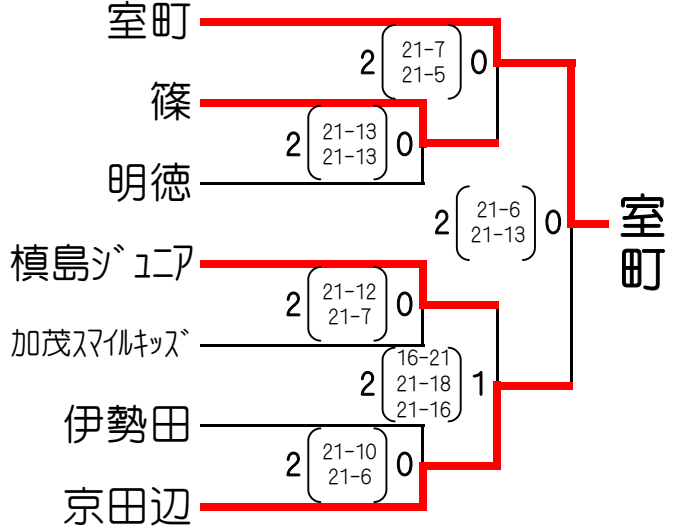 室町
2 21-7 0
21-5
篠
2 21-13 0
21-13
明徳
2 21-6 0
21-13
室町
槙島ジュニア
2 21-12 0
21-7
加茂スマイルキッズ
16-21
2 21-18 1
21-16
伊勢田
2 21-10 0
21-6
京田辺